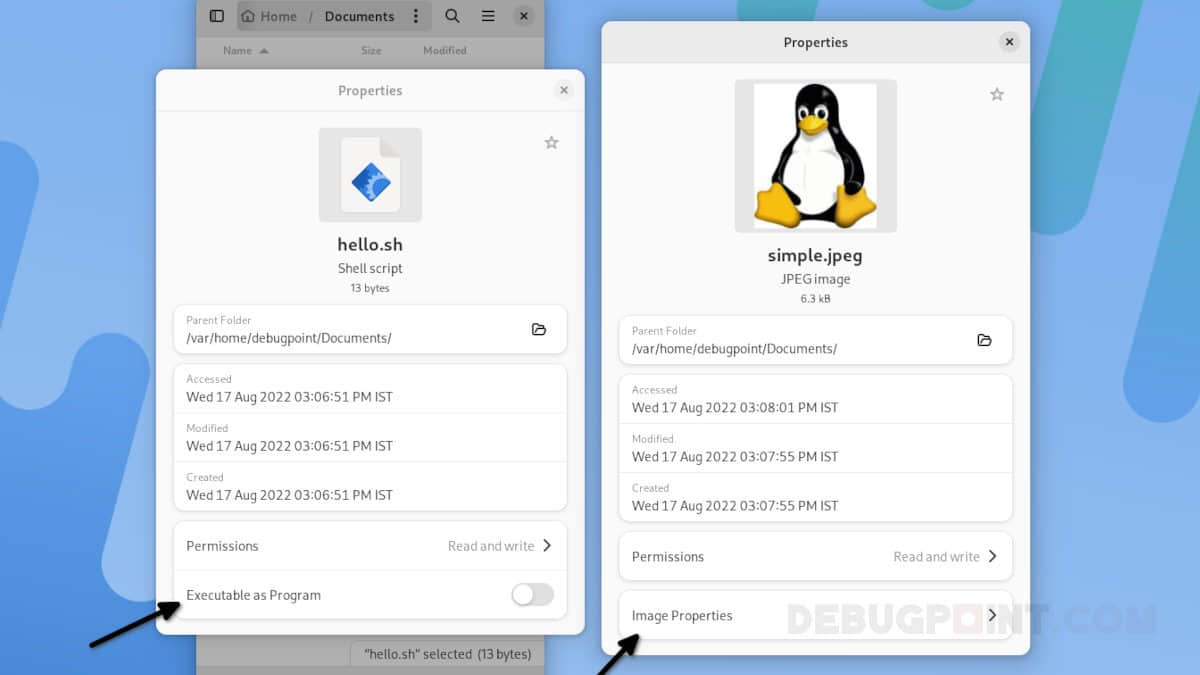 Home / Documents
Name Size Modified
Properties
hello.sh
Shell script
13 bytes
Parent Folder
/var/home/debugpoint/Documents/
Accessed
Wed 17 Aug 2022 03:06:51 PM IST
Modified
Wed 17 Aug 2022 03:06:51 PM IST
Created
Wed 17 Aug 2022 03:06:51 PM IST
Permissions Read and write
Executable as Program
"hello.sh" selected (13 bytes)
Properties
simple.jpeg
JPEG image
6.3 kB
Parent Folder
/var/home/debugpoint/Documents/
Accessed
Wed 17 Aug 2022 03:08:01 PM IST
Modified
Wed 17 Aug 2022 03:07:55 PM IST
Created
Wed 17 Aug 2022 03:07:55 PM IST
Permissions Read and write
Image Properties
DEBUGPOINT.COM